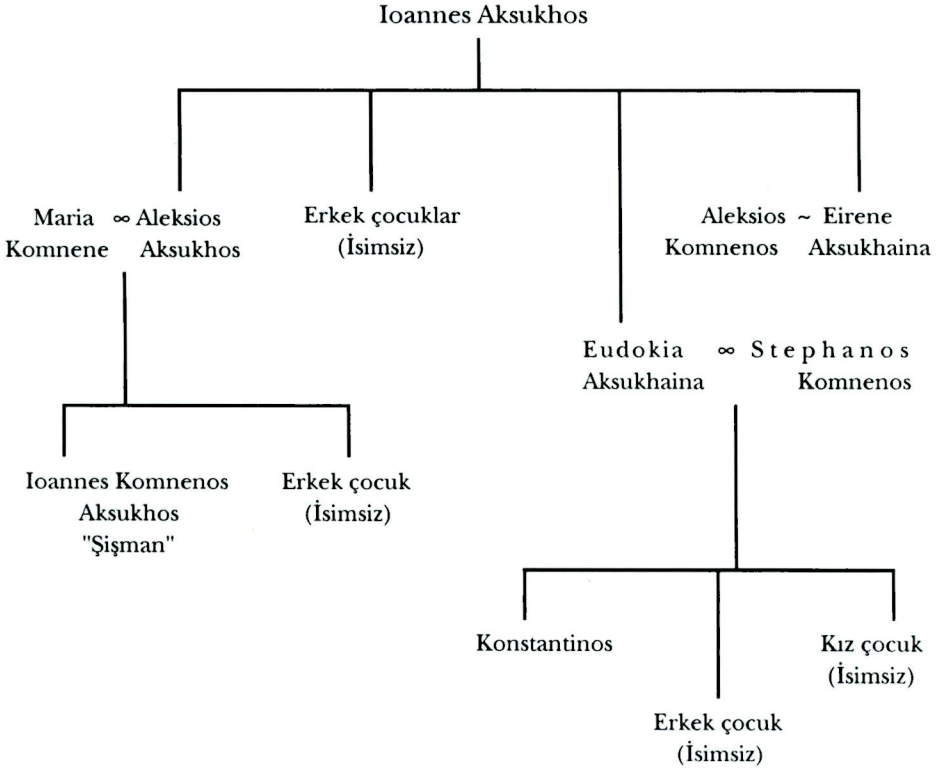 Ioannes Aksukhos
Maria ∞ Aleksios
Komnene Aksukhos
Erkek çocuklar
(İsimsiz)
Aleksios ~ Eirene
Komnenos Aksukhaina
Eudokia ∞ Stephanos
Aksukhaina Komnenos
Ioannes Komnenos
Aksukhos
"Şişman"
Erkek çocuk
(İsimsiz)
Konstantinos
Erkek çocuk
(İsimsiz)
Kız çocuk
(İsimsiz)